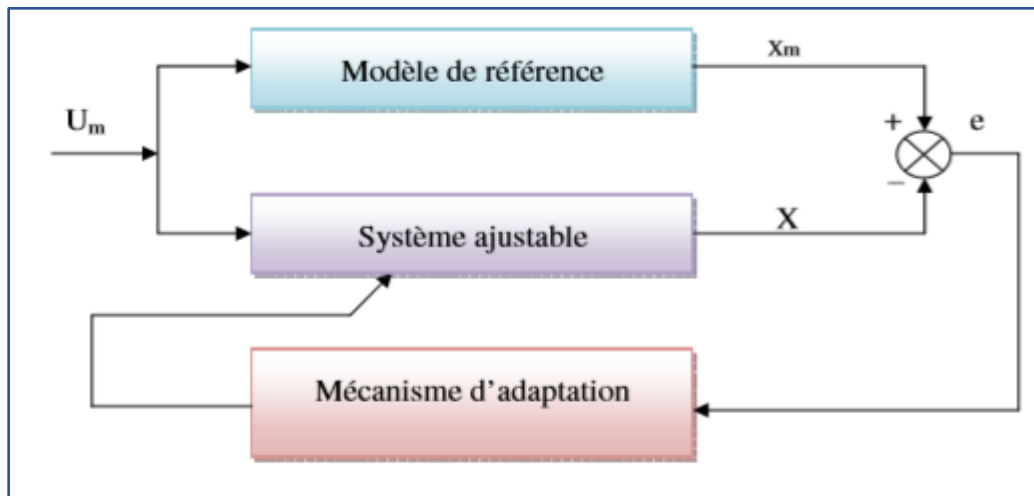 Modèle de référence
xm
Um
+
e
−
Système ajustable
X
Mécanisme d’adaptation